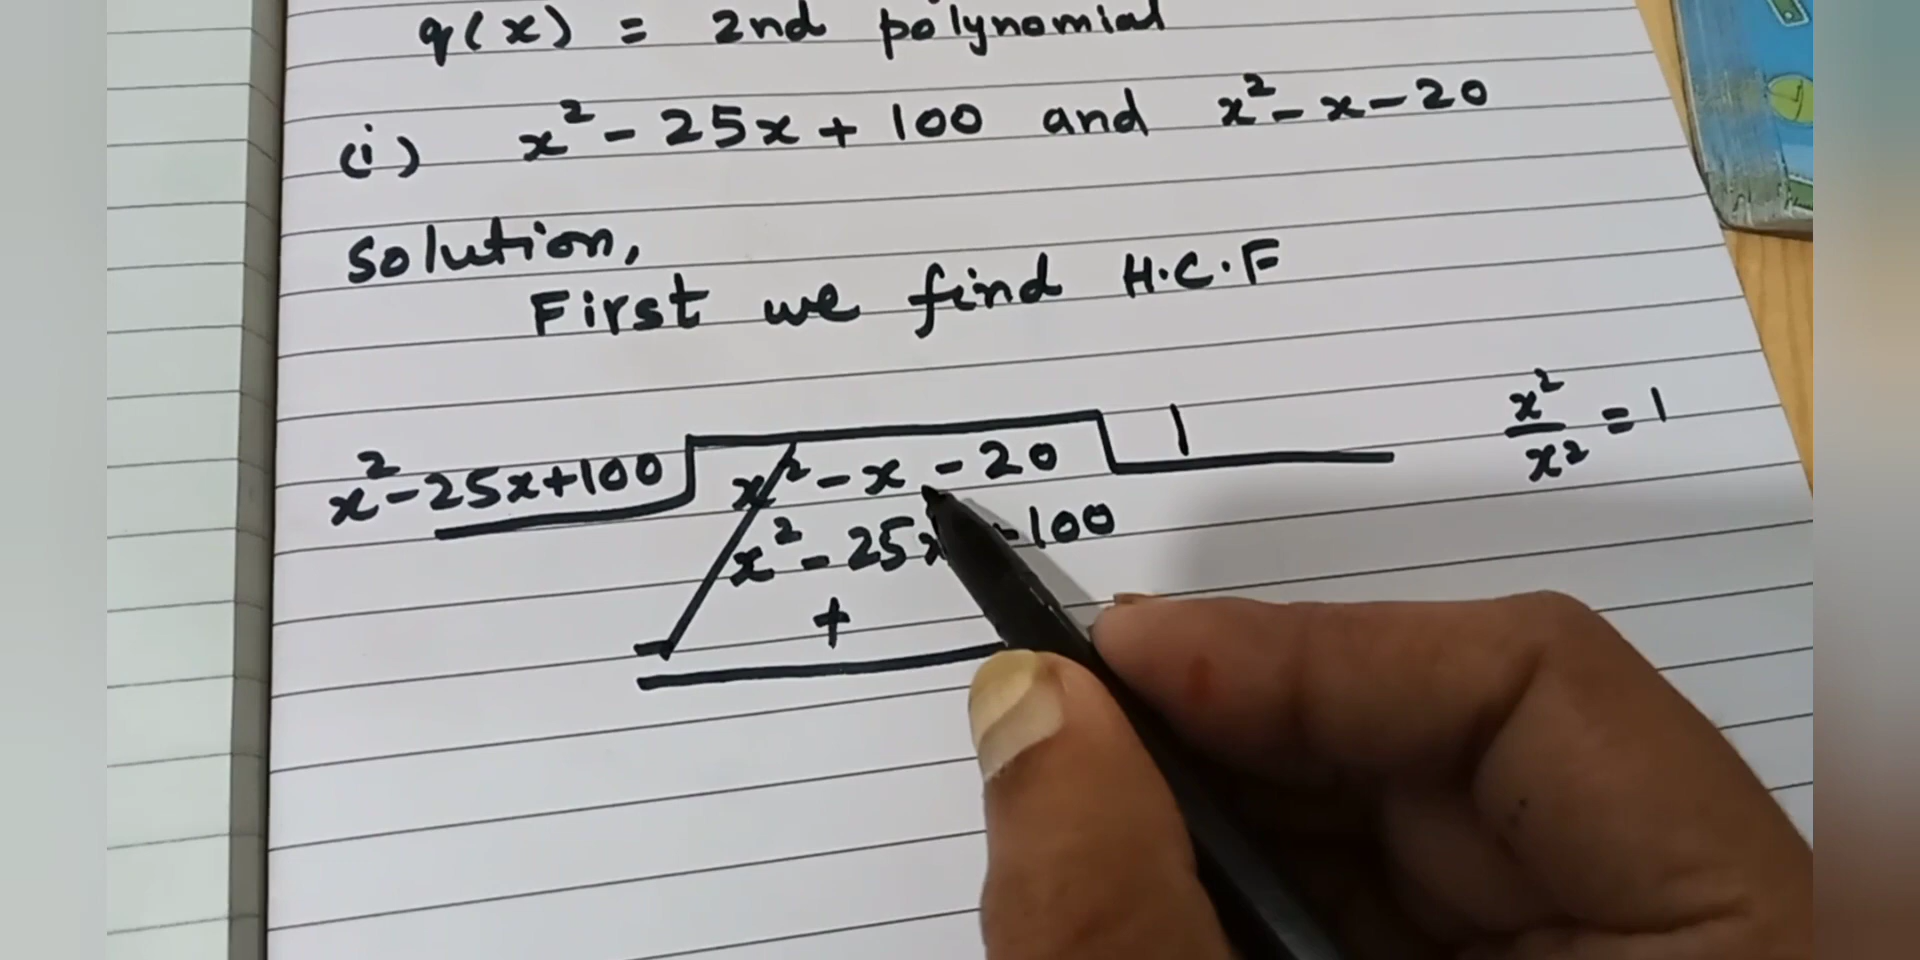 q(x) = 2nd polynomial
(i) x² - 25x + 100 and x² - x - 20
Solution,
First we find H.C.F
x² - 25x + 100 x² - x - 20 1 x²/x² = 1
x² - 25x 100
- +